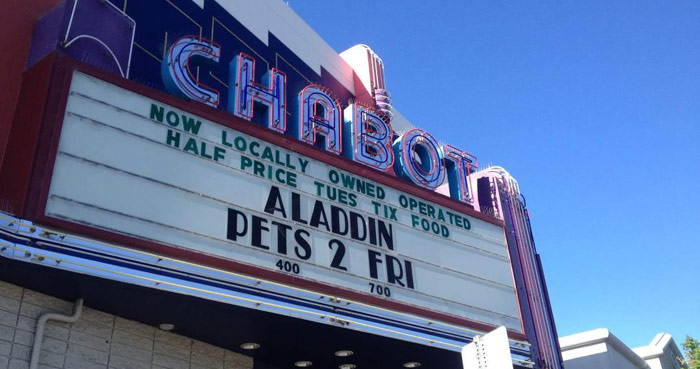 CHABOT
NOW LOCALLY OWNED OPERATED
HALF PRICE TUES TIX FOOD
ALADDIN
PETS 2 FRI
400 700